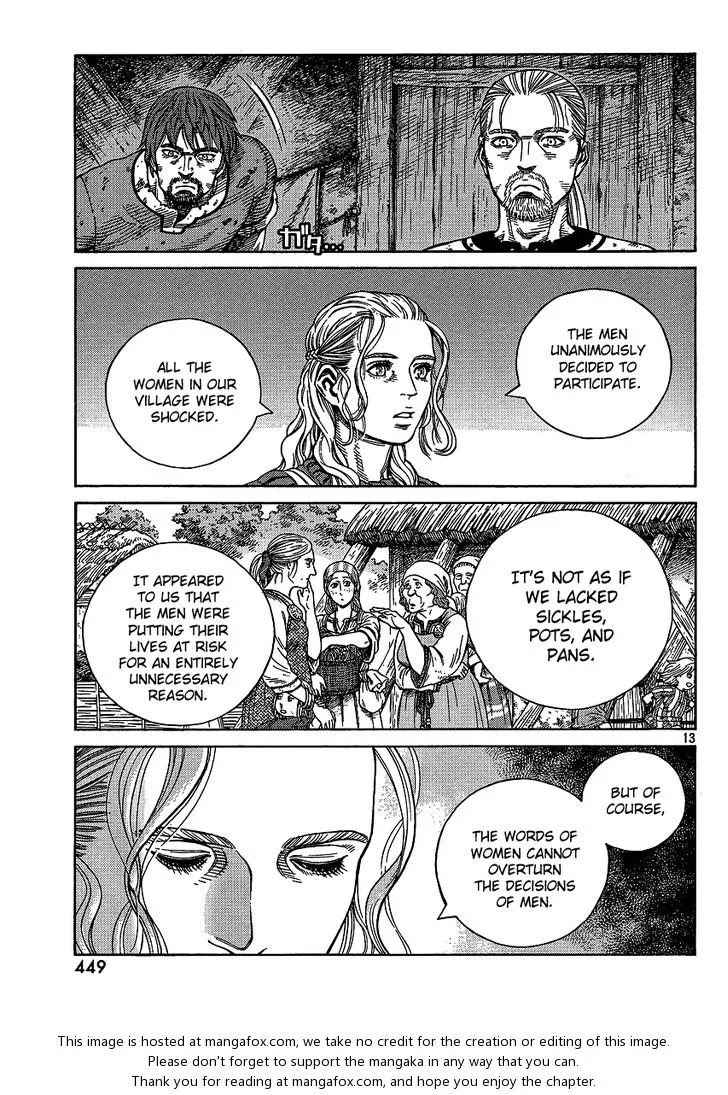 ガタ...
THE MEN
UNANIMOUSLY
DECIDED TO
PARTICIPATE.
ALL THE
WOMEN IN OUR
VILLAGE WERE
SHOCKED.
IT'S NOT AS IF
WE LACKED
SICKLES,
POTS, AND
PANS.
IT APPEARED
TO US THAT
THE MEN WERE
PUTTING THEIR
LIVES AT RISK
FOR AN ENTIRELY
UNNECESSARY
REASON.
13
BUT OF
COURSE,
THE WORDS OF
WOMEN CANNOT
OVERTURN
THE DECISIONS
OF MEN.
449
This image is hosted at mangafox.com, we take no credit for the creation or editing of this image.
Please don't forget to support the mangaka in any way that you can.
Thank you for reading at mangafox.com, and hope you enjoy the chapter.